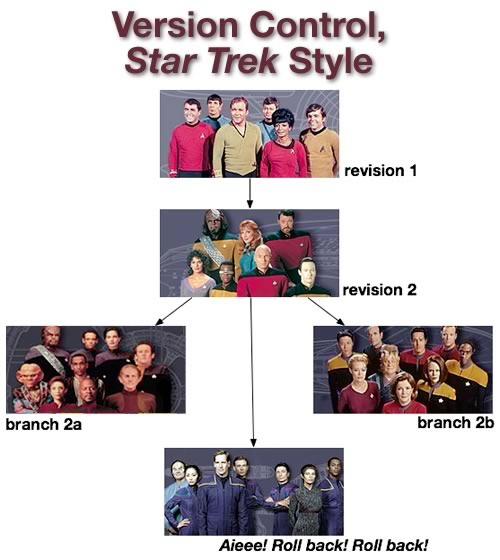 Version Control,
Star Trek Style
revision 1
revision 2
branch 2a
branch 2b
Aieee! Roll back! Roll back!